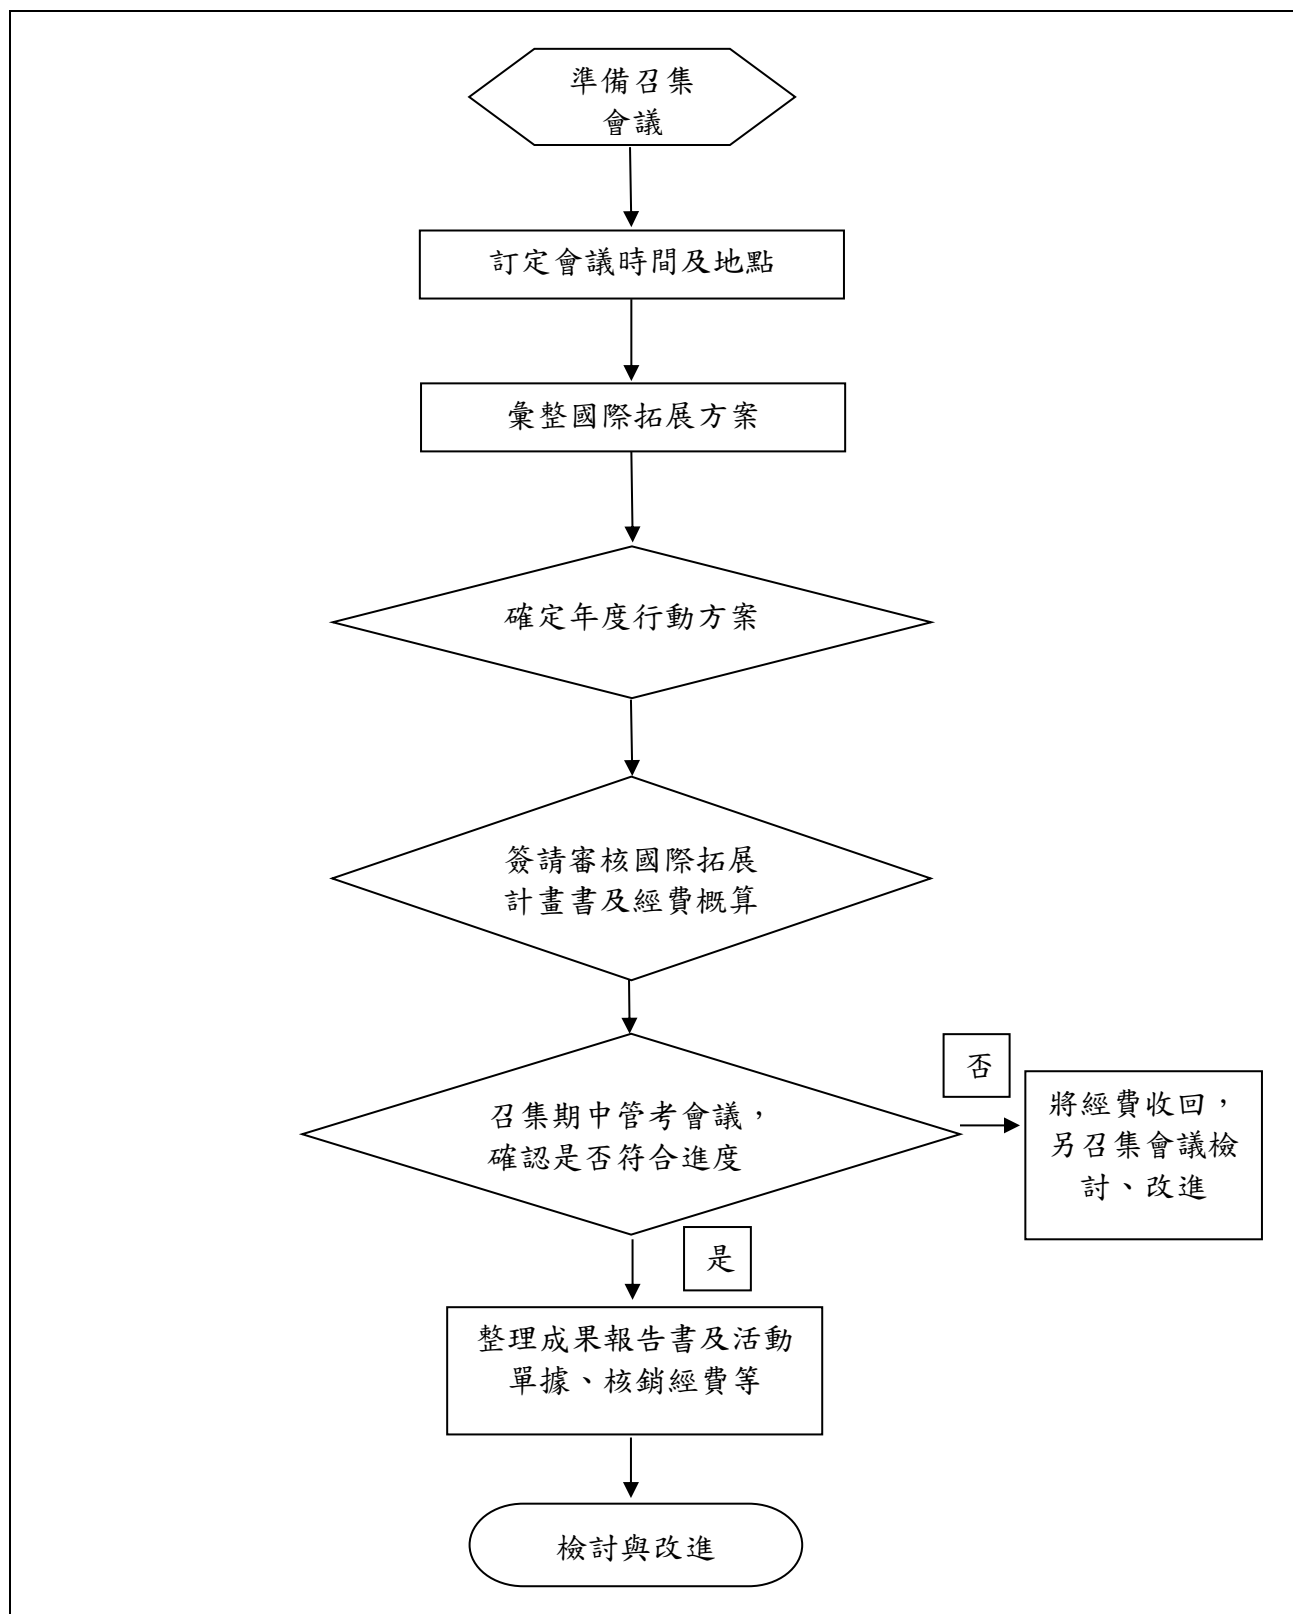 準備召集
會議
訂定會議時間及地點
彙整國際拓展方案
確定年度行動方案
簽請審核國際拓展
計畫書及經費概算
召集期中管考會議，
確認是否符合進度
否
將經費收回，
另召集會議檢
討、改進
是
整理成果報告書及活動
單據、核銷經費等
檢討與改進